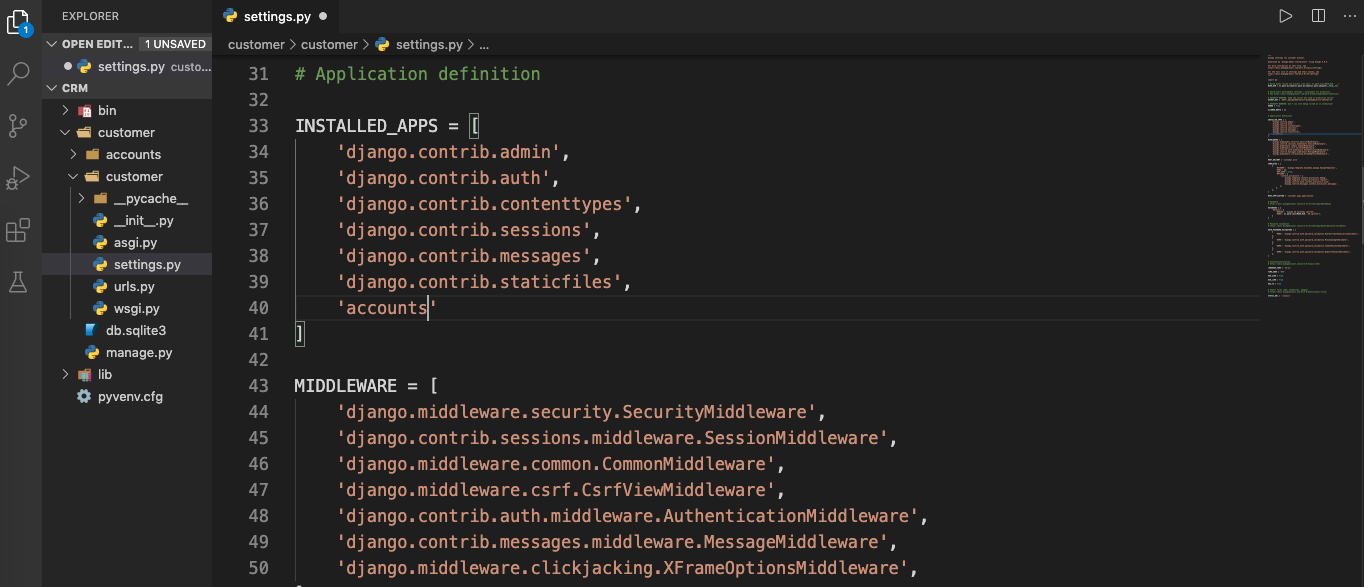 EXPLORER
OPEN EDIT... 1 UNSAVED
settings.py custo...
CRM
bin
customer
accounts
customer
__pycache__
__init__.py
asgi.py
settings.py
urls.py
wsgi.py
db.sqlite3
manage.py
lib
pyvenv.cfg
1
settings.py
customer > customer > settings.py > ...
31 # Application definition
32
33 INSTALLED_APPS = [
34 'django.contrib.admin',
35 'django.contrib.auth',
36 'django.contrib.contenttypes',
37 'django.contrib.sessions',
38 'django.contrib.messages',
39 'django.contrib.staticfiles',
40 'accounts'
41 ]
42
43 MIDDLEWARE = [
44 'django.middleware.security.SecurityMiddleware',
45 'django.contrib.sessions.middleware.SessionMiddleware',
46 'django.middleware.common.CommonMiddleware',
47 'django.middleware.csrf.CsrfViewMiddleware',
48 'django.contrib.auth.middleware.AuthenticationMiddleware',
49 'django.contrib.messages.middleware.MessageMiddleware',
50 'django.middleware.clickjacking.XFrameOptionsMiddleware',